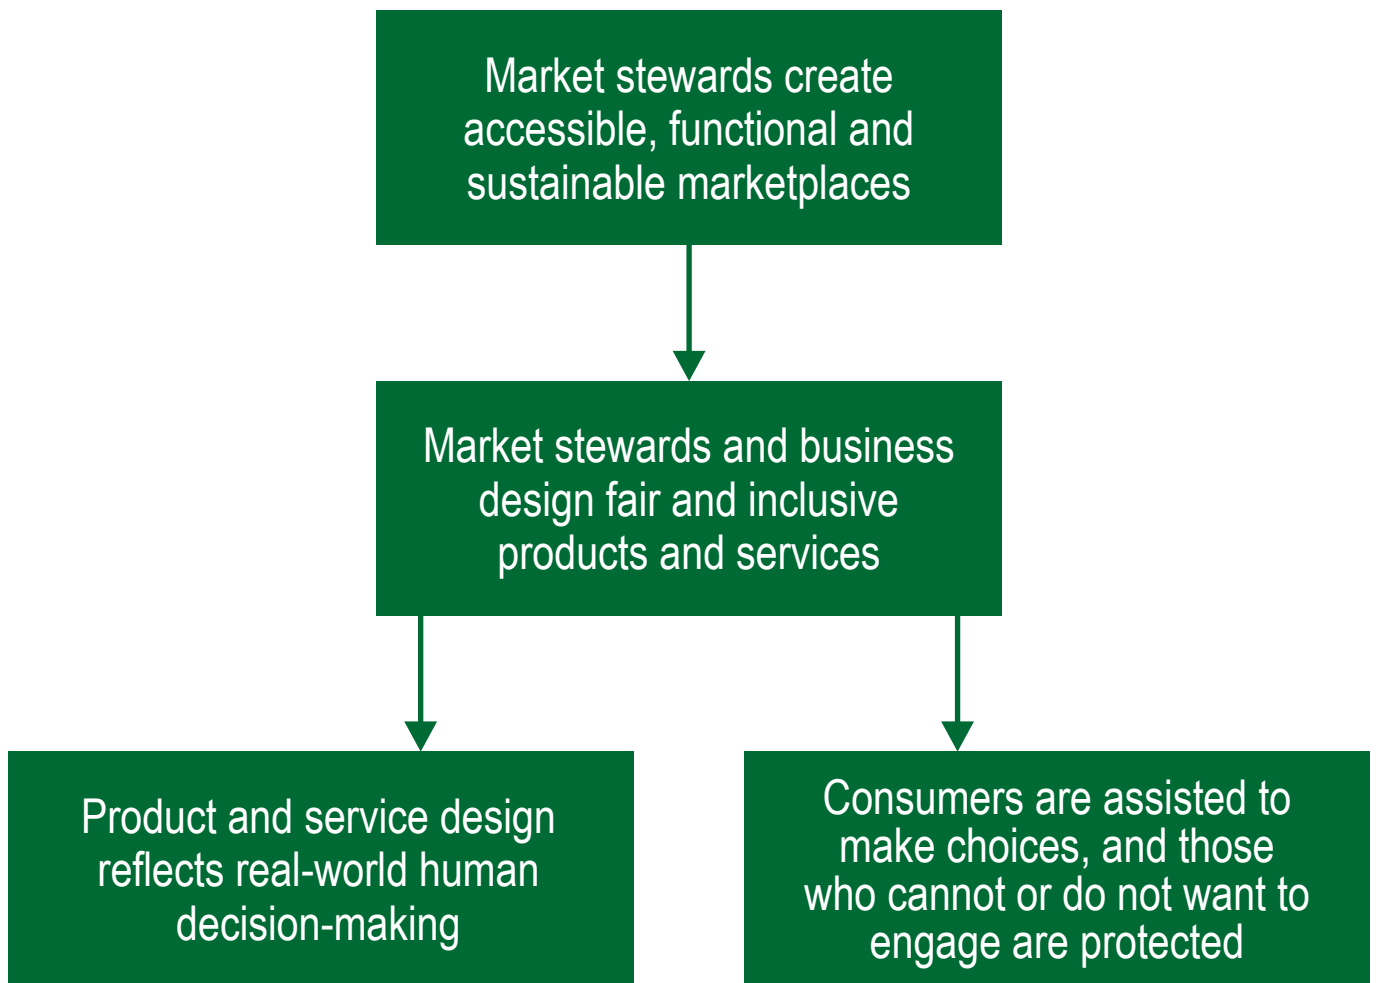 Market stewards create
accessible, functional and
sustainable marketplaces
Market stewards and business
design fair and inclusive
products and services
Product and service design
reflects real-world human
decision-making
Consumers are assisted to
make choices, and those
who cannot or do not want to
engage are protected